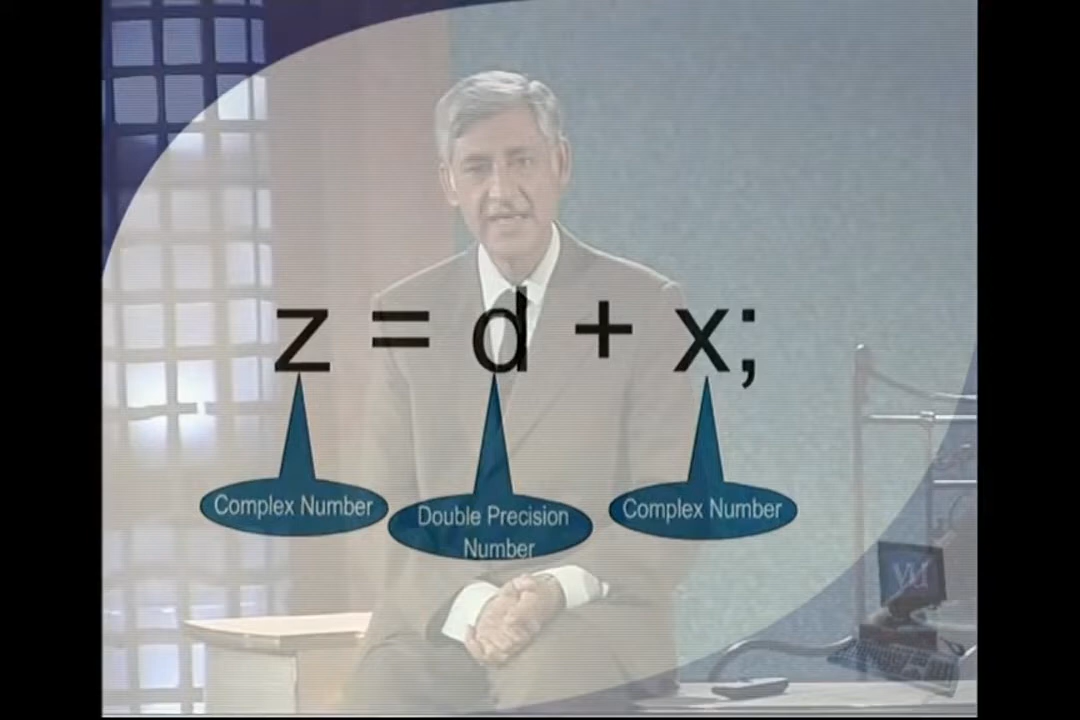 z = d + x;
Complex Number
Double Precision
Number
Complex Number